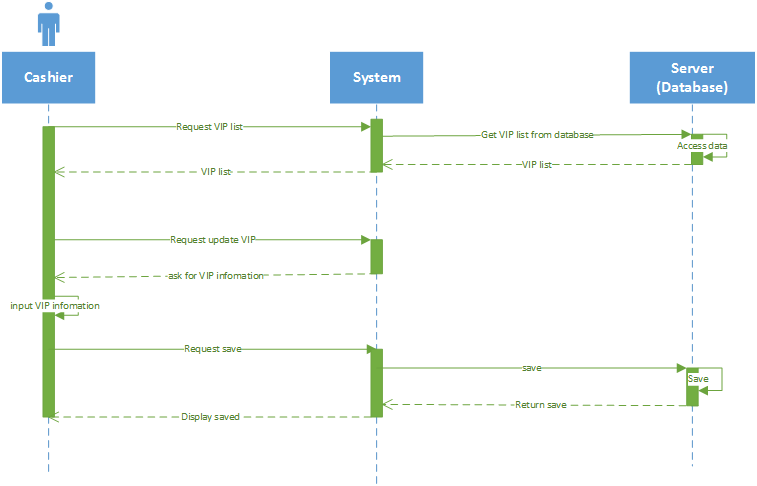 Cashier
System
Server
(Database)
Request VIP list
Get VIP list from database
Access data
VIP list
VIP list
Request update VIP
ask for VIP infomation
input VIP infomation
Request save
save
Save
Return save
Display saved